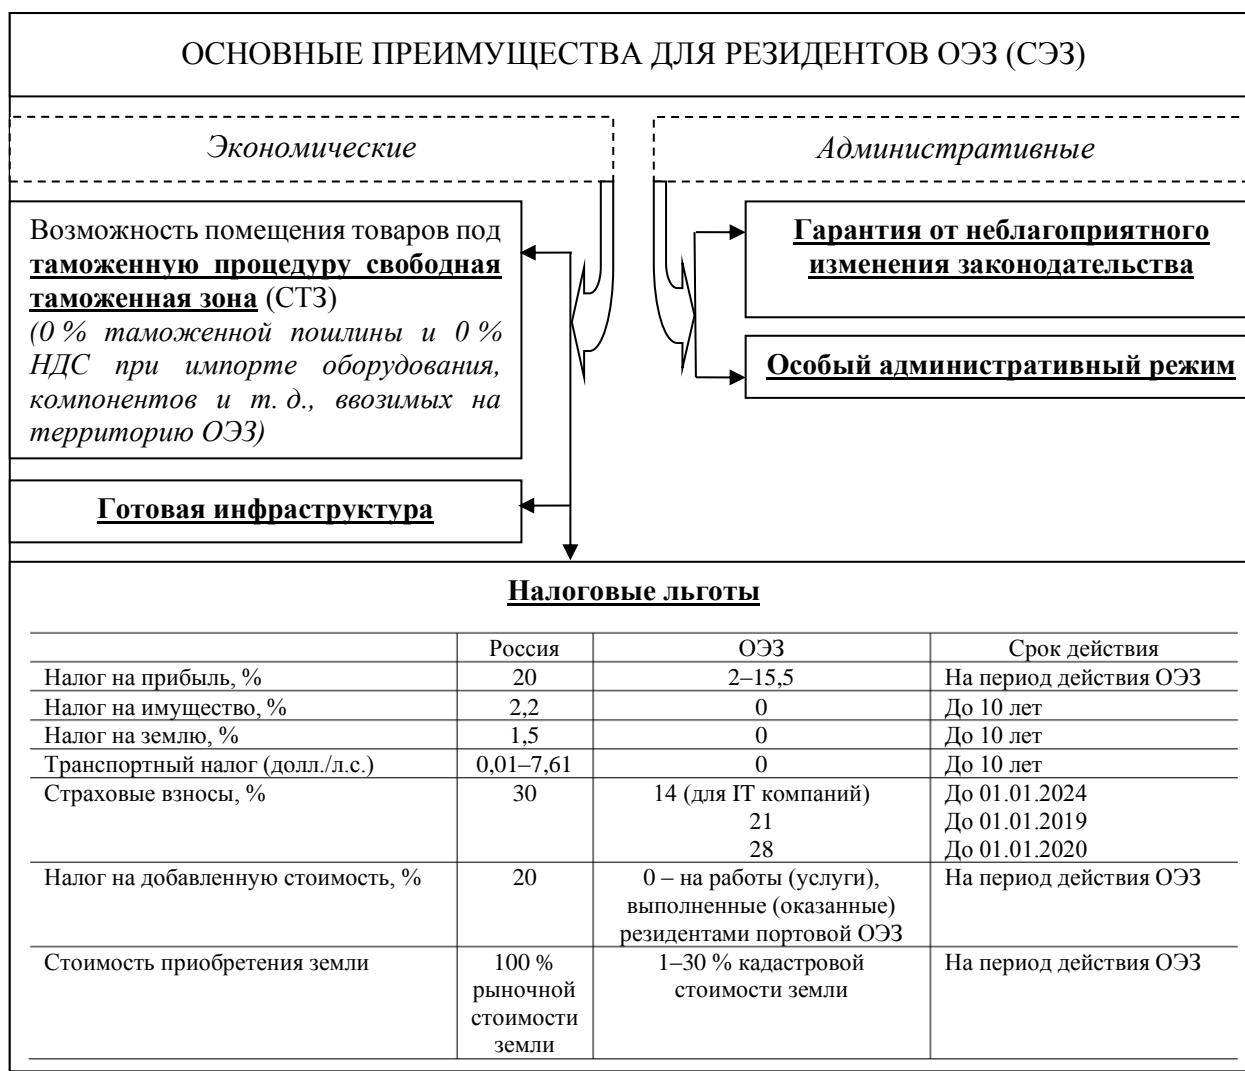 ОСНОВНЫЕ ПРЕИМУЩЕСТВА ДЛЯ РЕЗИДЕНТОВ ОЭЗ (СЭЗ)
Экономические
Административные
Возможность помещения товаров под
таможенную процедуру свободная
таможенная зона (СТЗ)
(0 % таможенной пошлины и 0 %
НДС при импорте оборудования,
компонентов и т. д., ввозимых на
территорию ОЭЗ)
Гарантия от неблагоприятного
изменения законодательства
Особый административный режим
Готовая инфраструктура
Налоговые льготы
Россия ОЭЗ Срок действия
Налог на прибыль, % 20 2–15,5 На период действия ОЭЗ
Налог на имущество, % 2,2 0 До 10 лет
Налог на землю, % 1,5 0 До 10 лет
Транспортный налог (долл./л.с.) 0,01–7,61 0 До 10 лет
Страховые взносы, % 30 14 (для IT компаний) До 01.01.2024
21 До 01.01.2019
28 До 01.01.2020
Налог на добавленную стоимость, % 20 0 – на работы (услуги), На период действия ОЭЗ
выполненные (оказанные)
резидентами портовой ОЭЗ
Стоимость приобретения земли 100 % 1–30 % кадастровой На период действия ОЭЗ
рыночной стоимости земли
стоимости
земли